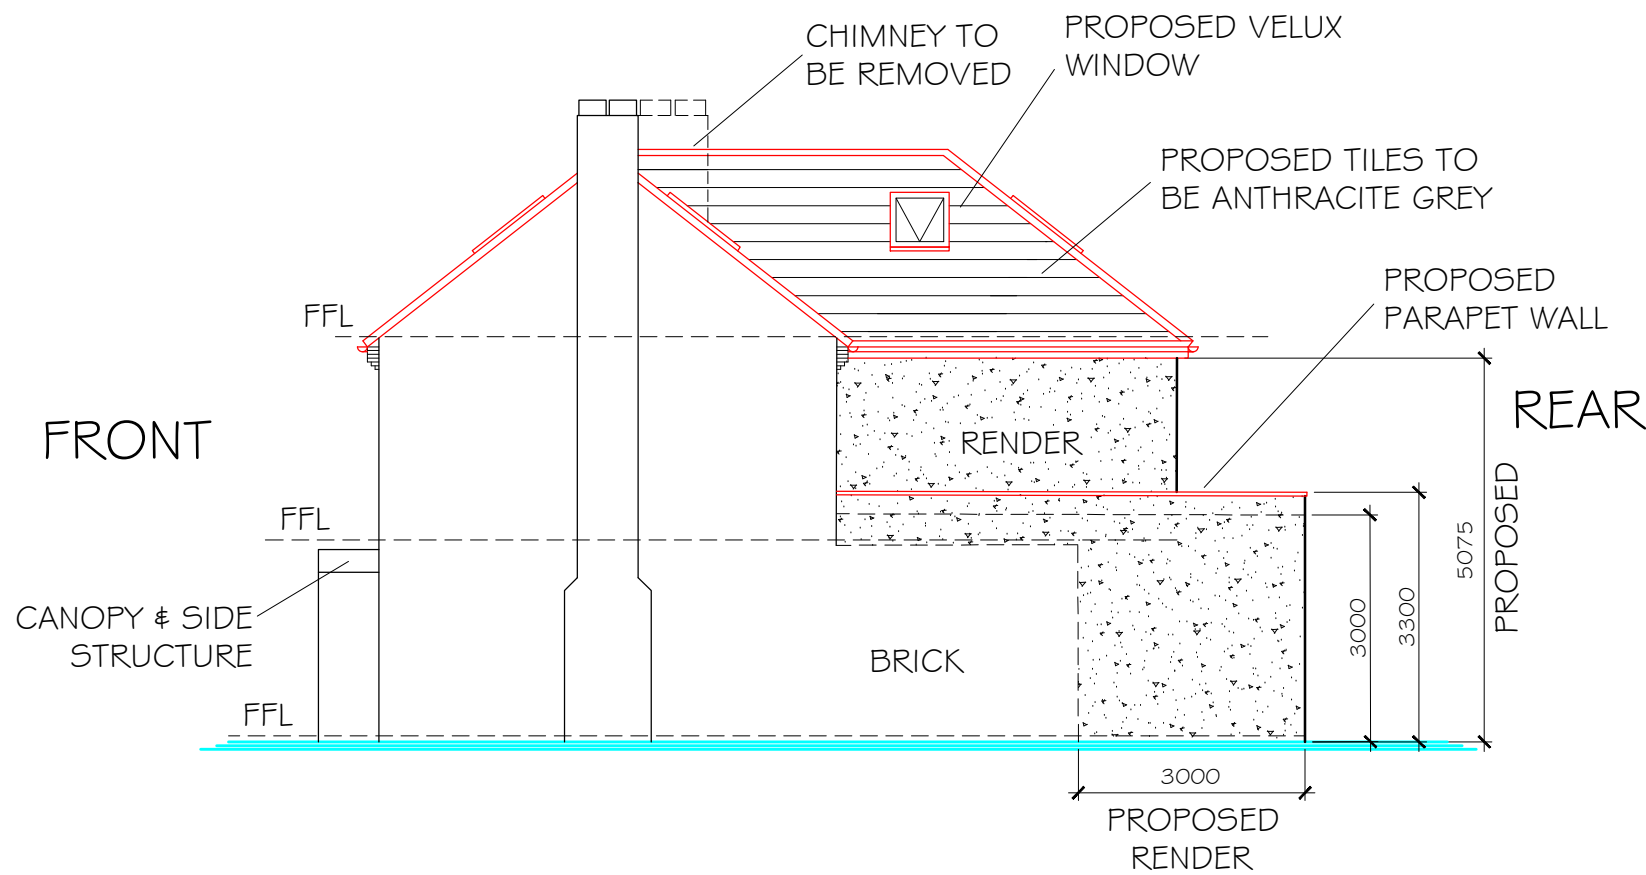 CHIMNEY TO
BE REMOVED
PROPOSED VELUX
WINDOW
PROPOSED TILES TO
BE ANTHRACITE GREY
PROPOSED
PARAPET WALL
FFL
FRONT
REAR
RENDER
FFL
CANOPY & SIDE
STRUCTURE
BRICK
FFL
3000
3300
5075
PROPOSED
3000
PROPOSED
RENDER